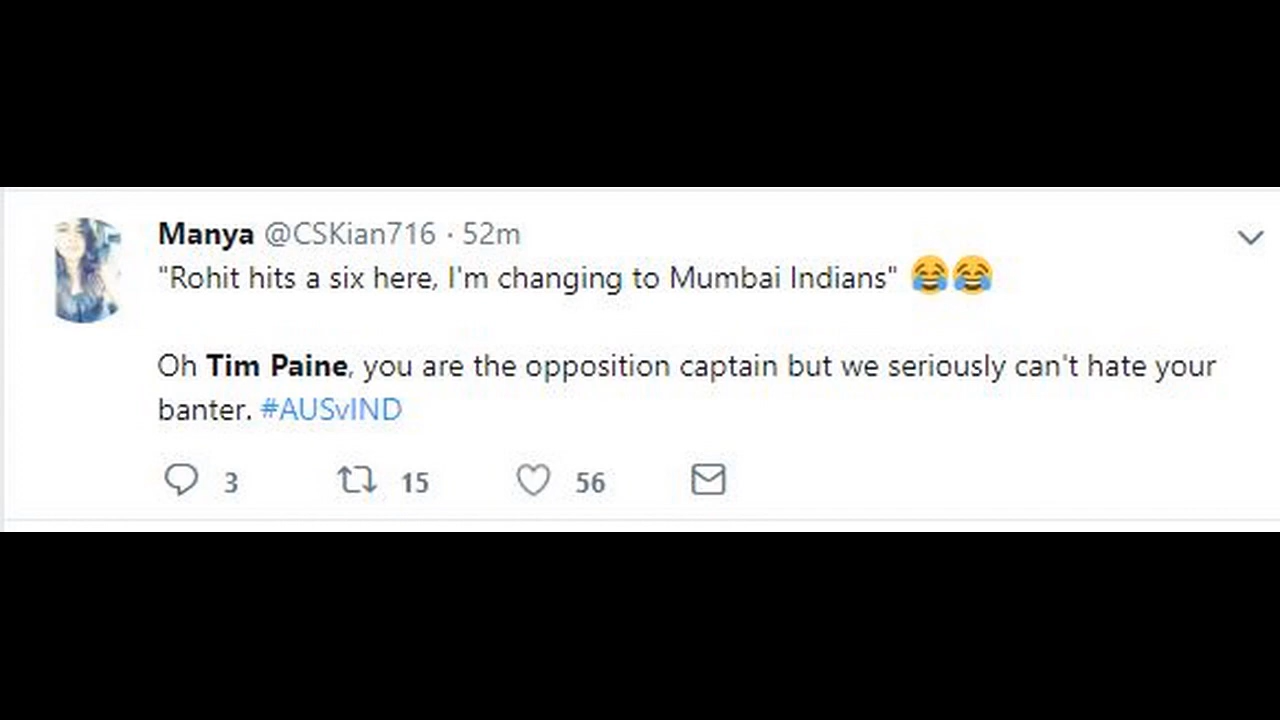 Manya @CSKian716 · 52m
"Rohit hits a six here, I'm changing to Mumbai Indians" 😂😂
Oh Tim Paine, you are the opposition captain but we seriously can't hate your
banter. #AUSvIND
3 15 56